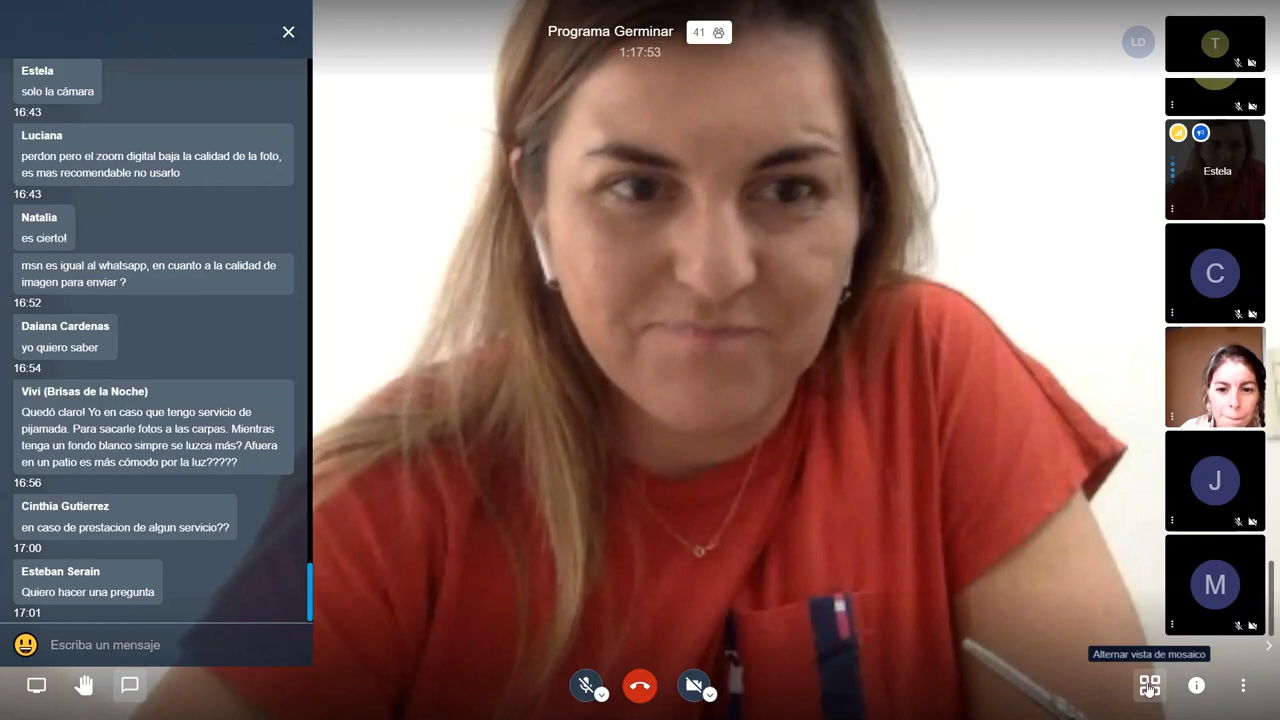 Programa Germinar
41
1:17:53
LD
Estela
solo la cámara
16:43
Luciana
perdon pero el zoom digital baja la calidad de la foto,
es mas recomendable no usarlo
16:43
Natalia
es cierto!
msn es igual al whatsapp, en cuanto a la calidad de
imagen para enviar ?
16:52
Daiana Cardenas
yo quiero saber
16:54
Vivi (Brisas de la Noche)
Quedó claro! Yo en caso que tengo servicio de
pijamada. Para sacarle fotos a las carpas. Mientras
tenga un fondo blanco simpre se luzca más? Afuera
en un patio es más cómodo por la luz?????
16:56
Cinthia Gutierrez
en caso de prestacion de algun servicio??
17:00
Esteban Serain
Quiero hacer una pregunta
17:01
Escriba un mensaje
T
Estela
C
J
M
Alternar vista de mosaico